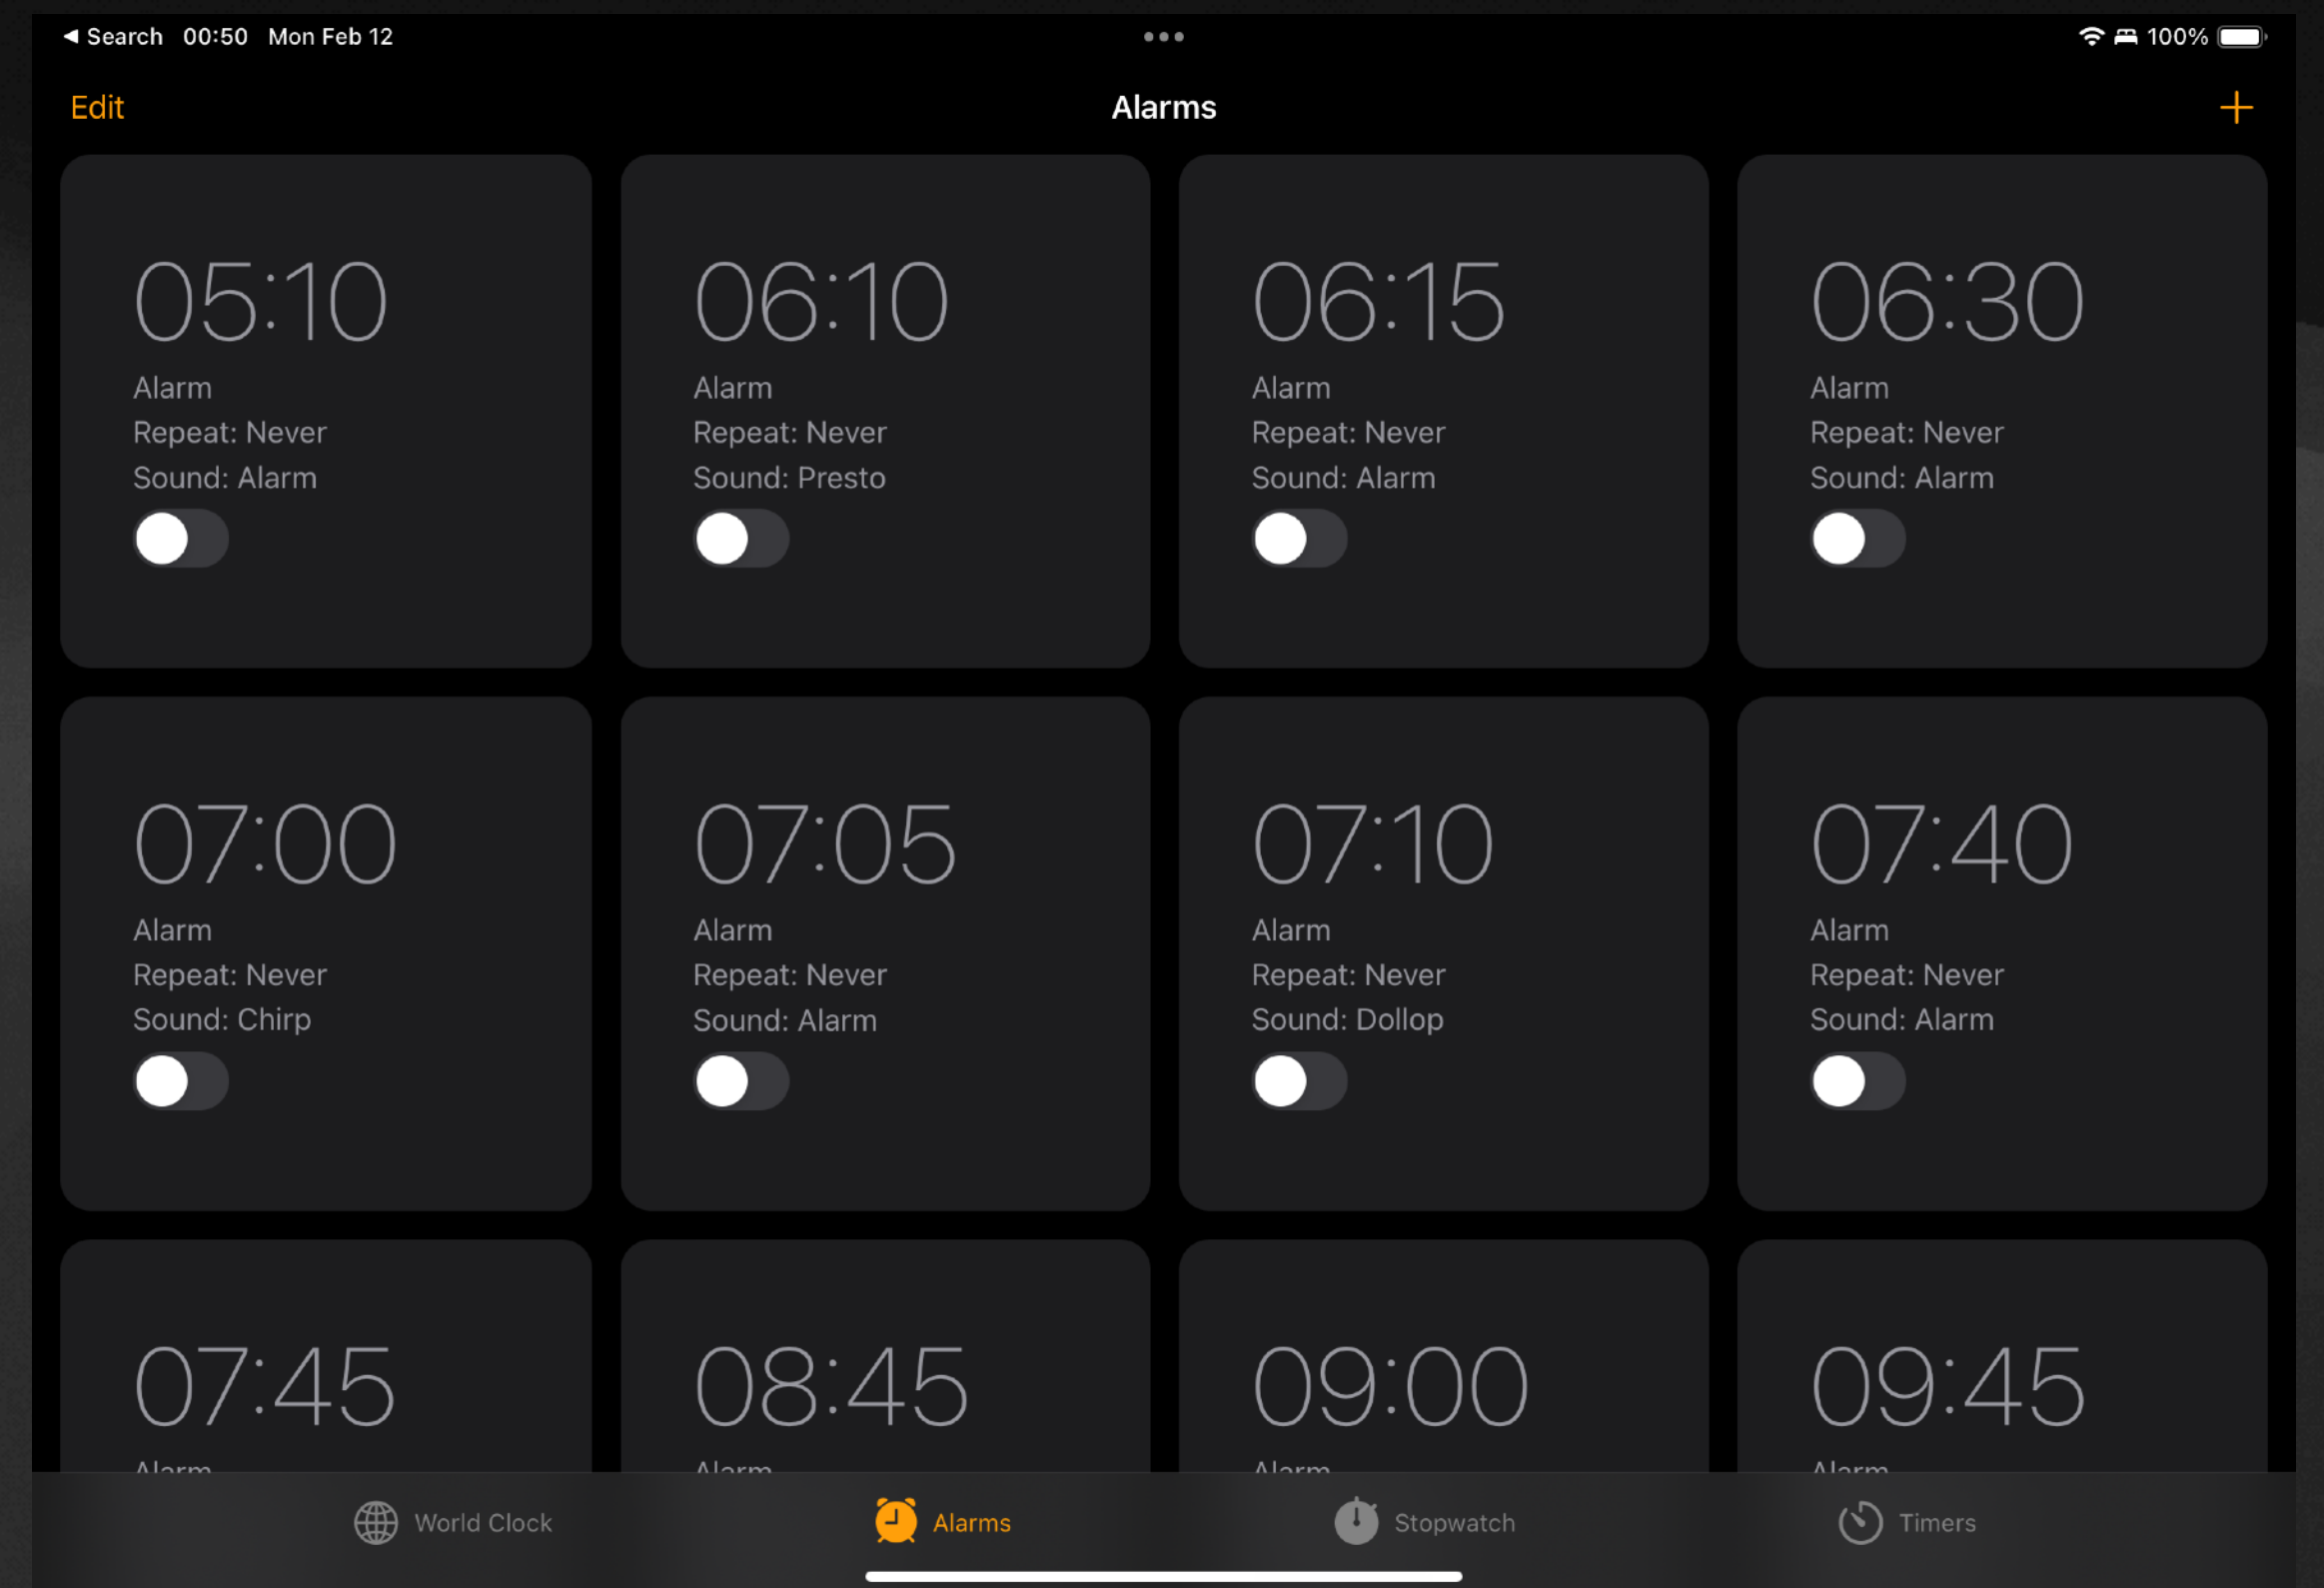 ◀ Search 00:50 Mon Feb 12 100%
Edit Alarms +
05:10
Alarm
Repeat: Never
Sound: Alarm
06:10
Alarm
Repeat: Never
Sound: Presto
06:15
Alarm
Repeat: Never
Sound: Alarm
06:30
Alarm
Repeat: Never
Sound: Alarm
07:00
Alarm
Repeat: Never
Sound: Chirp
07:05
Alarm
Repeat: Never
Sound: Alarm
07:10
Alarm
Repeat: Never
Sound: Dollop
07:40
Alarm
Repeat: Never
Sound: Alarm
07:45
Alarm
08:45
Alarm
09:00
Alarm
09:45
Alarm
World Clock Alarms Stopwatch Timers